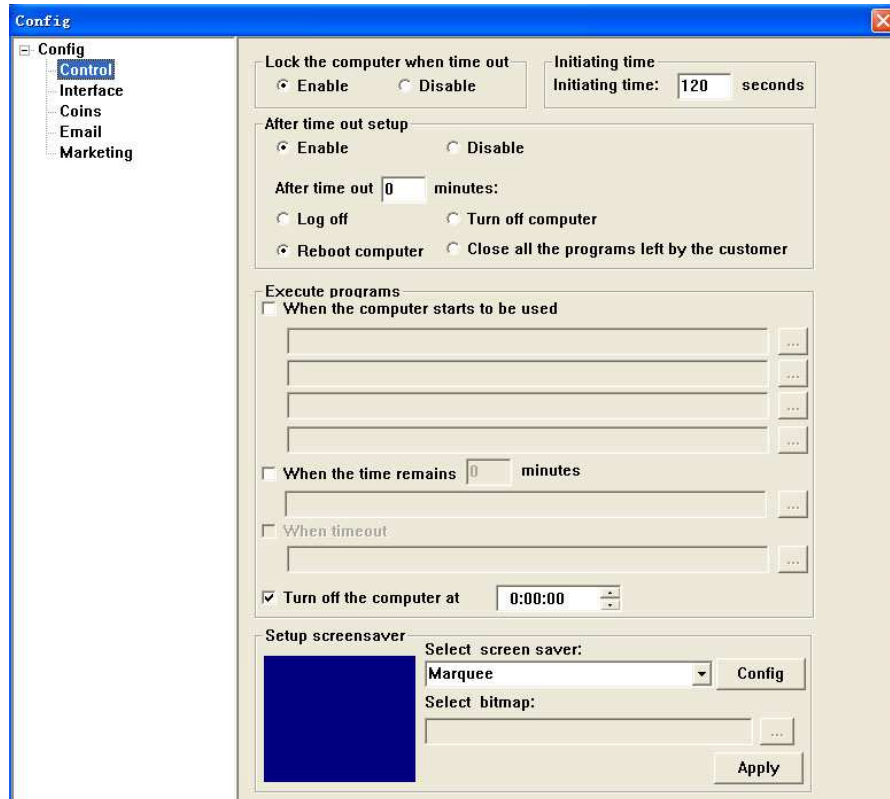 Config
Config
Control
Interface
Coins
Email
Marketing
Lock the computer when time out
Enable
Disable
Initiating time
Initiating time: 120 seconds
After time out setup
Enable
Disable
After time out 0 minutes:
Log off
Turn off computer
Reboot computer
Close all the programs left by the customer
Execute programs
When the computer starts to be used
...
...
...
...
When the time remains 0 minutes
...
When timeout
...
Turn off the computer at 0:00:00
Setup screensaver
Select screen saver:
Marquee
Config
Select bitmap:
...
Apply